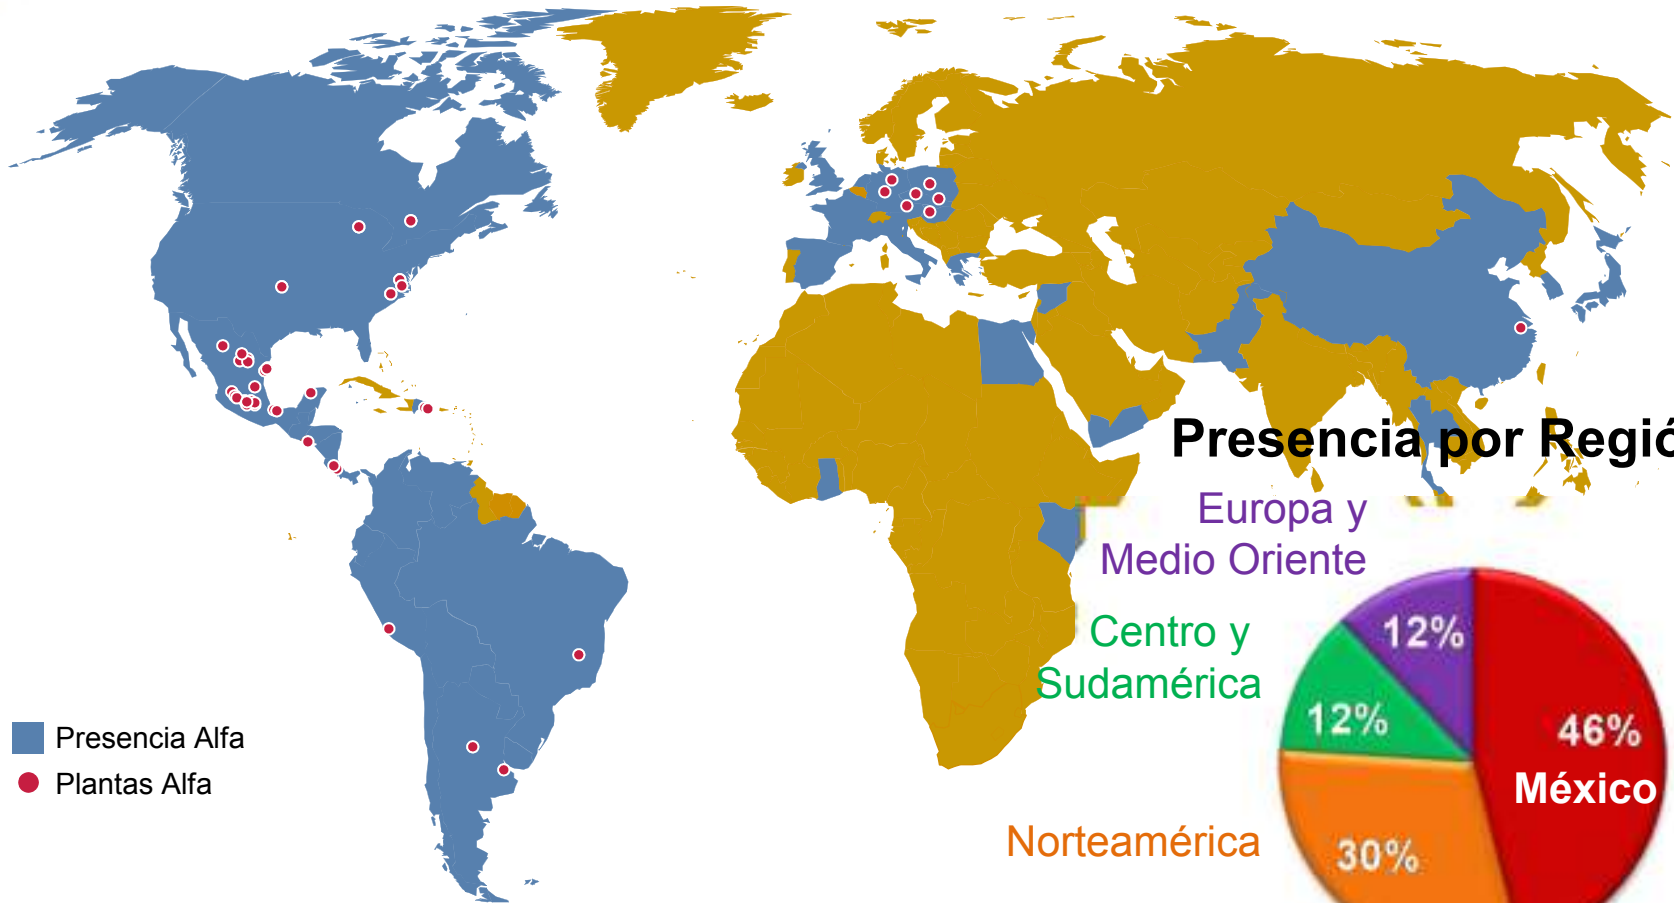 Presencia por Regió
Europa y
Medio Oriente
12%
Centro y
Sudamérica
12%
46%
México
Presencia Alfa
Plantas Alfa
Norteamérica
30%